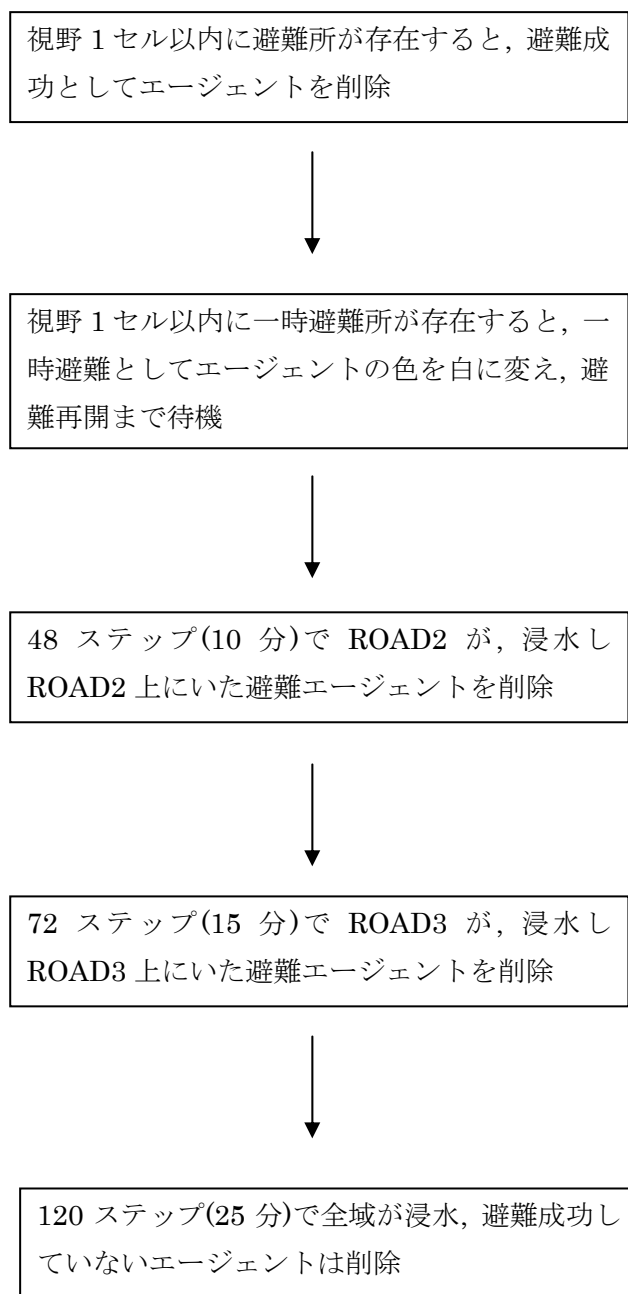 視野 1 セル以内に避難所が存在すると, 避難成
功としてエージェントを削除
視野 1 セル以内に一時避難所が存在すると, 一
時避難としてエージェントの色を白に変え, 避
難再開まで待機
48 ステップ(10 分)で ROAD2 が, 浸水し
ROAD2 上にいた避難エージェントを削除
72 ステップ(15 分)で ROAD3 が, 浸水し
ROAD3 上にいた避難エージェントを削除
120 ステップ(25 分)で全域が浸水, 避難成功し
ていないエージェントは削除